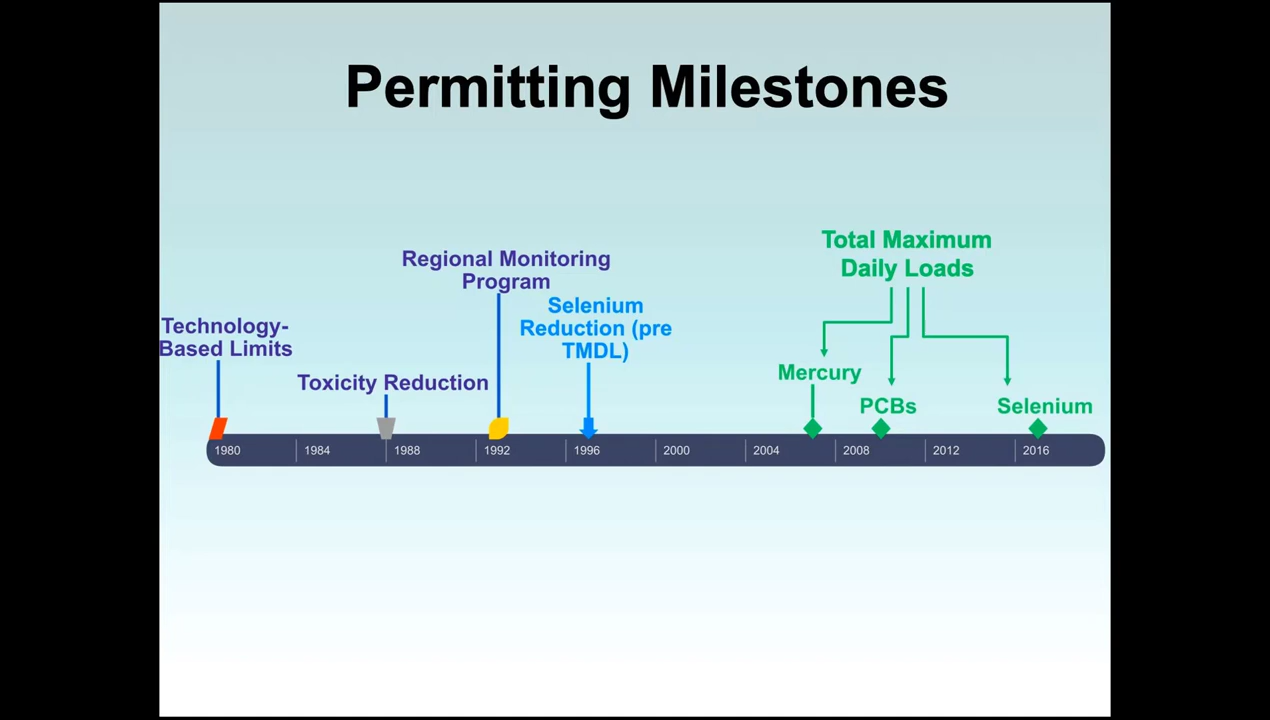 Permitting Milestones
Total Maximum
Daily Loads
Regional Monitoring
Program
Selenium
Reduction (pre
TMDL)
Technology-
Based Limits
Toxicity Reduction
Mercury
PCBs
Selenium
1980 1984 1988 1992 1996 2000 2004 2008 2012 2016